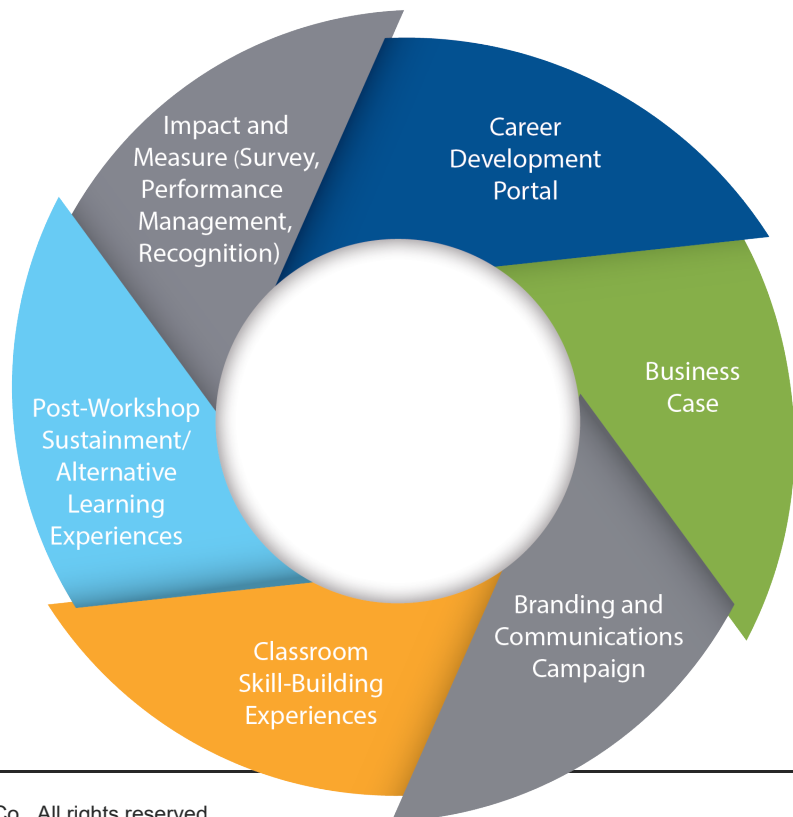 Career
Development
Portal
Business
Case
Branding and
Communications
Campaign
Classroom
Skill-Building
Experiences
Post-Workshop
Sustainment/
Alternative
Learning
Experiences
Impact and
Measure (Survey,
Performance
Management,
Recognition)
Co. All rights reserved